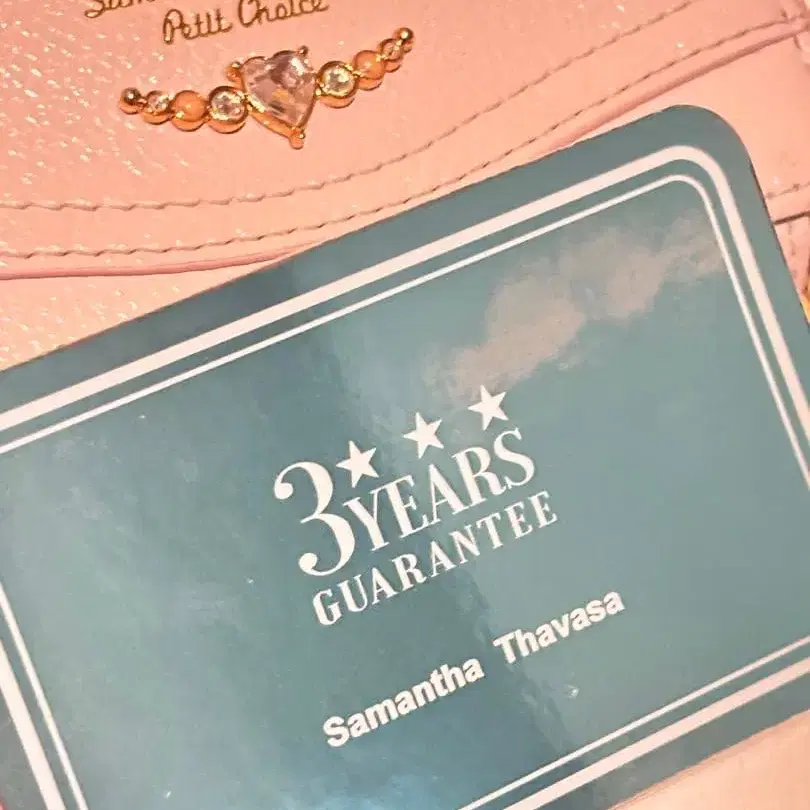 Petit Choice
3 YEARS
GUARANTEE
Samantha Thavasa